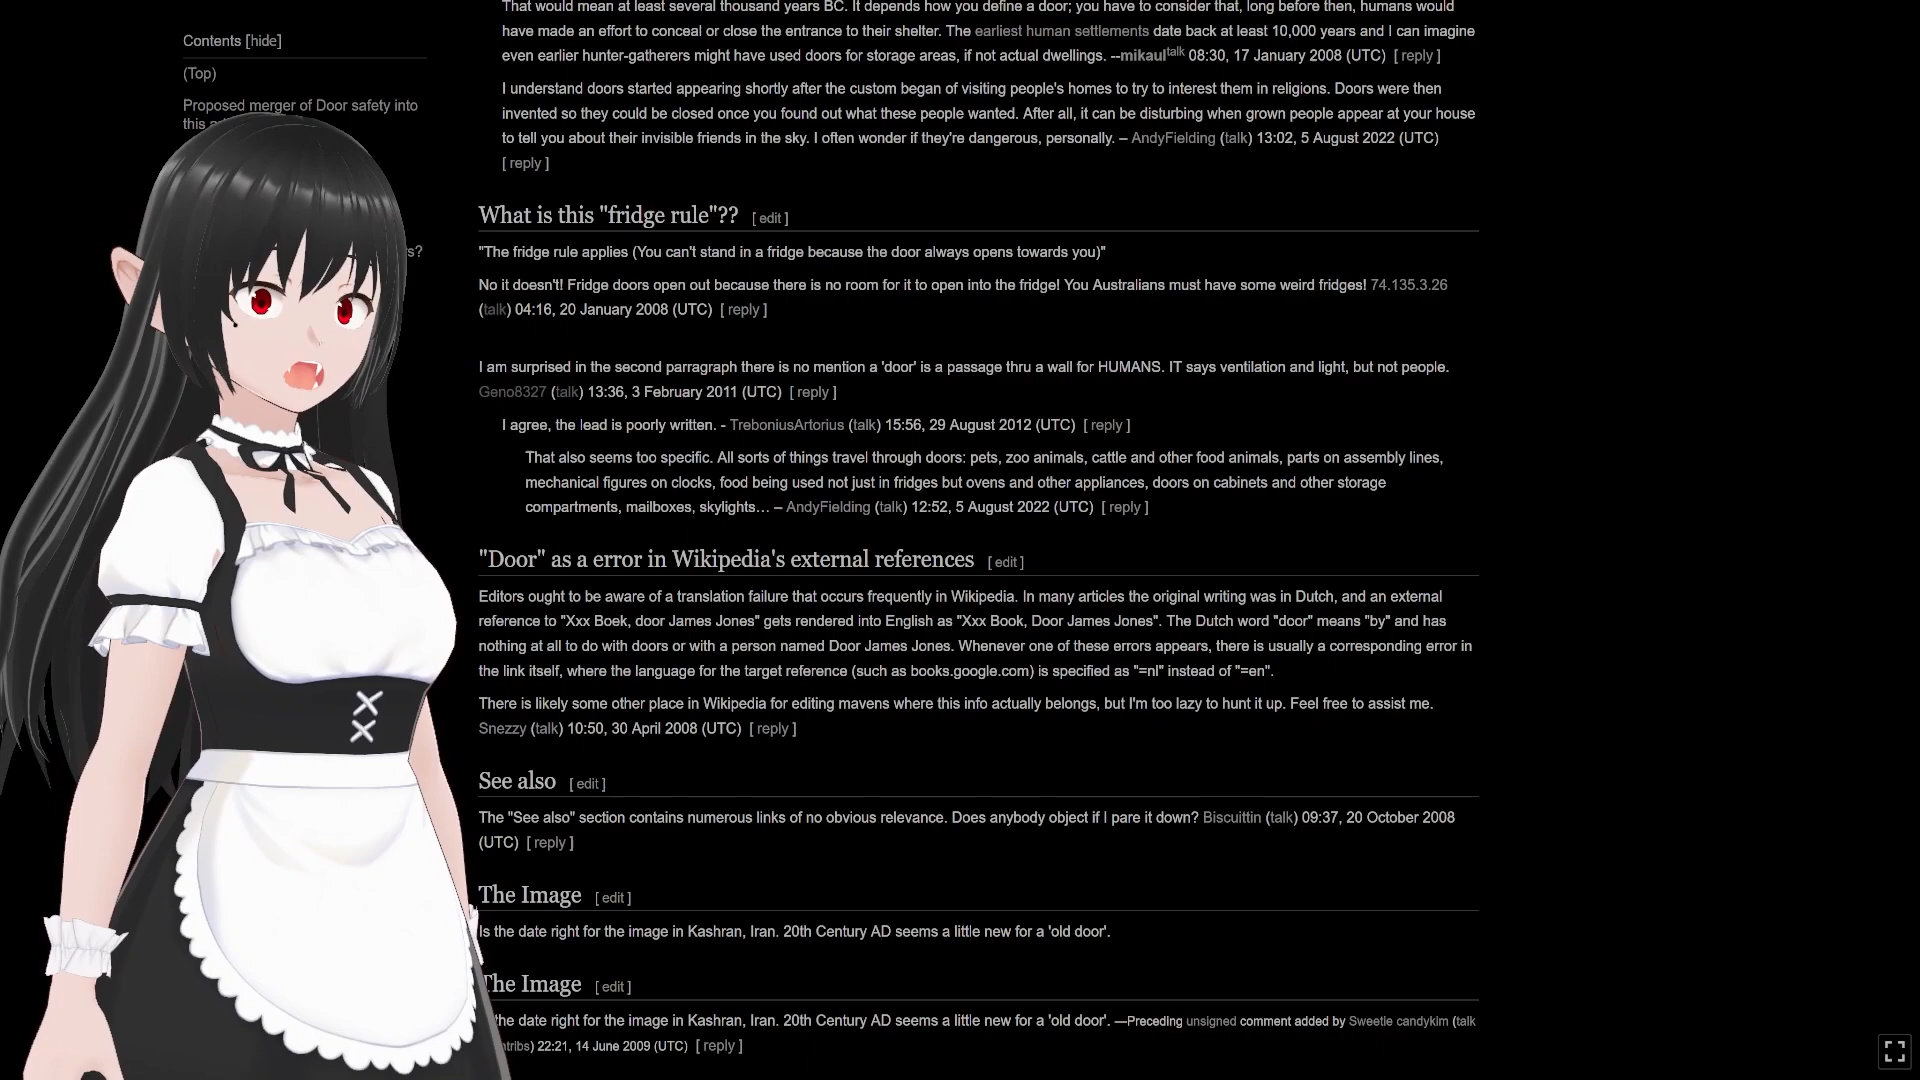 Contents [hide]
(Top)
Proposed merger of Door safety into
this
s?
That would mean at least several thousand years BC. It depends how you define a door; you have to consider that, long before then, humans would
have made an effort to conceal or close the entrance to their shelter. The earliest human settlements date back at least 10,000 years and I can imagine
even earlier hunter-gatherers might have used doors for storage areas, if not actual dwellings. --mikaul talk 08:30, 17 January 2008 (UTC) [ reply ]
I understand doors started appearing shortly after the custom began of visiting people's homes to try to interest them in religions. Doors were then
invented so they could be closed once you found out what these people wanted. After all, it can be disturbing when grown people appear at your house
to tell you about their invisible friends in the sky. I often wonder if they're dangerous, personally. – AndyFielding (talk) 13:02, 5 August 2022 (UTC)
[ reply ]
What is this "fridge rule"?? [ edit ]
"The fridge rule applies (You can't stand in a fridge because the door always opens towards you)"
No it doesn't! Fridge doors open out because there is no room for it to open into the fridge! You Australians must have some weird fridges! 74.135.3.26
(talk) 04:16, 20 January 2008 (UTC) [ reply ]
I am surprised in the second parragraph there is no mention a 'door' is a passage thru a wall for HUMANS. IT says ventilation and light, but not people.
Geno8327 (talk) 13:36, 3 February 2011 (UTC) [ reply ]
I agree, the lead is poorly written. - TreboniusArtorius (talk) 15:56, 29 August 2012 (UTC) [ reply ]
That also seems too specific. All sorts of things travel through doors: pets, zoo animals, cattle and other food animals, parts on assembly lines,
mechanical figures on clocks, food being used not just in fridges but ovens and other appliances, doors on cabinets and other storage
compartments, mailboxes, skylights… – AndyFielding (talk) 12:52, 5 August 2022 (UTC) [ reply ]
"Door" as a error in Wikipedia's external references [ edit ]
Editors ought to be aware of a translation failure that occurs frequently in Wikipedia. In many articles the original writing was in Dutch, and an external
reference to "Xxx Boek, door James Jones" gets rendered into English as "Xxx Book, Door James Jones". The Dutch word "door" means "by" and has
nothing at all to do with doors or with a person named Door James Jones. Whenever one of these errors appears, there is usually a corresponding error in
the link itself, where the language for the target reference (such as books.google.com) is specified as "=nl" instead of "=en".
There is likely some other place in Wikipedia for editing mavens where this info actually belongs, but I'm too lazy to hunt it up. Feel free to assist me.
Snezzy (talk) 10:50, 30 April 2008 (UTC) [ reply ]
See also [ edit ]
The "See also" section contains numerous links of no obvious relevance. Does anybody object if I pare it down? Biscuittin (talk) 09:37, 20 October 2008
(UTC) [ reply ]
The Image [ edit ]
Is the date right for the image in Kashran, Iran. 20th Century AD seems a little new for a 'old door'.
The Image [ edit ]
the date right for the image in Kashran, Iran. 20th Century AD seems a little new for a 'old door'. —Preceding unsigned comment added by Sweetie candykim (talk
ntribs) 22:21, 14 June 2009 (UTC) [ reply ]